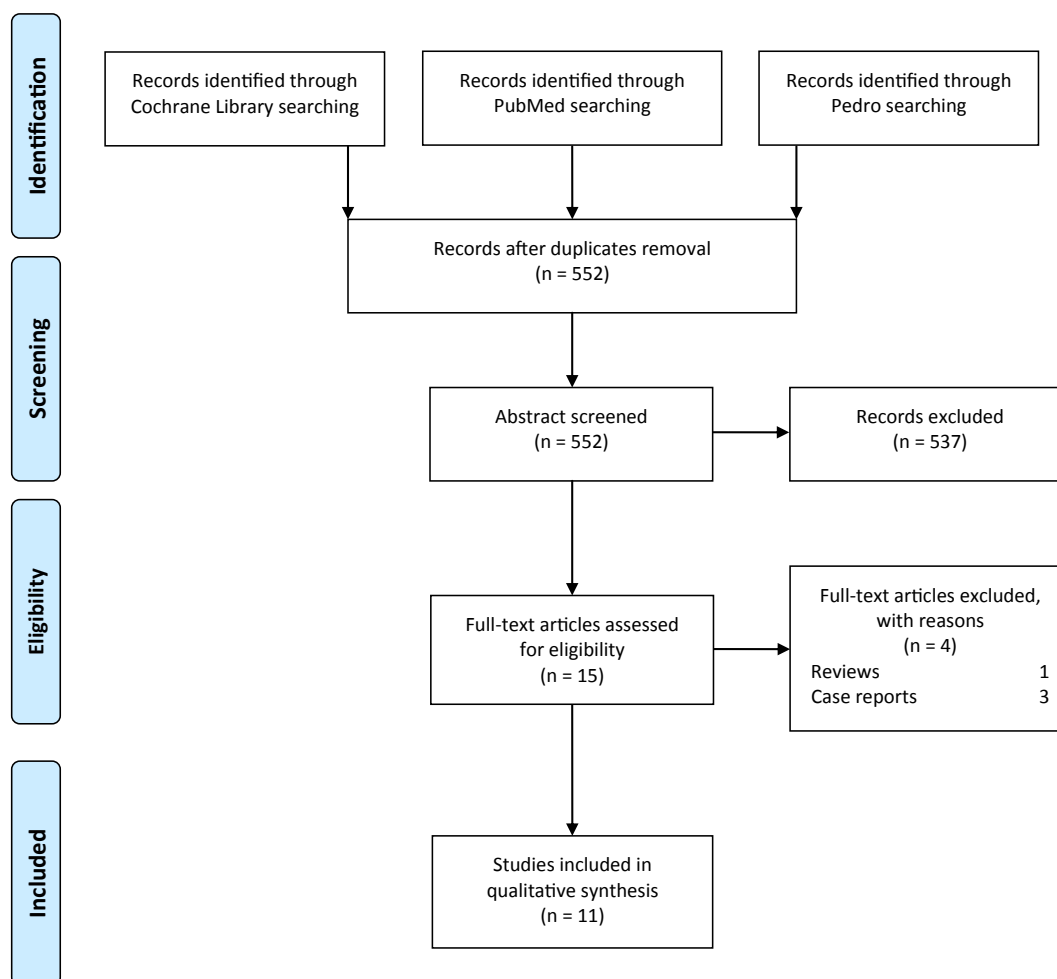 Identification
Records identified through
Cochrane Library searching
Records identified through
PubMed searching
Records identified through
Pedro searching
Records after duplicates removal
(n = 552)
Screening
Abstract screened
(n = 552)
Records excluded
(n = 537)
Eligibility
Full-text articles assessed
for eligibility
(n = 15)
Full-text articles excluded,
with reasons
(n = 4)
Reviews 1
Case reports 3
Included
Studies included in
qualitative synthesis
(n = 11)